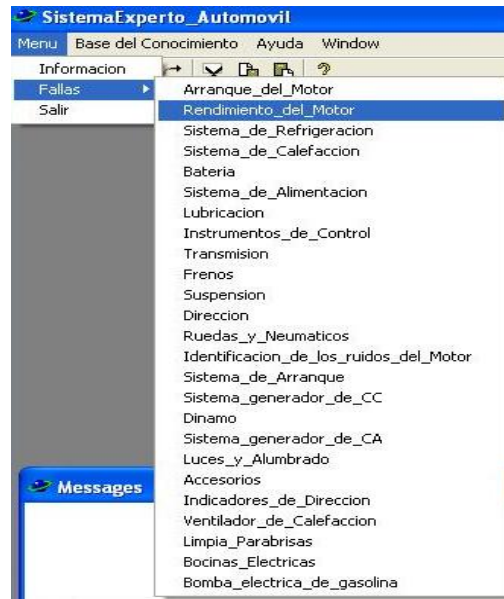 SistemaExperto_Automovil
Menu Base del Conocimiento Ayuda Window
Informacion
Fallas
Salir
Arranque_del_Motor
Rendimiento_del_Motor
Sistema_de_Refrigeracion
Sistema_de_Calefaccion
Bateria
Sistema_de_Alimentacion
Lubricacion
Instrumentos_de_Control
Transmision
Frenos
Suspension
Direccion
Ruedas_y_Neumaticos
Identificacion_de_los_ruidos_del_Motor
Sistema_de_Arranque
Sistema_generador_de_CC
Dinamo
Sistema_generador_de_CA
Luces_y_Alumbrado
Accesorios
Indicadores_de_Direccion
Ventilador_de_Calefaccion
Limpia_Parabrisas
Bocinas_Electricas
Bomba_electrica_de_gasolina
Messages